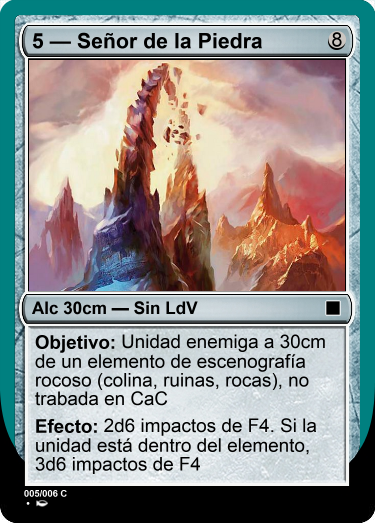 5 — Señor de la Piedra 8
Alc 30cm — Sin LdV
Objetivo: Unidad enemiga a 30cm
de un elemento de escenografía
rocoso (colina, ruinas, rocas), no
trabada en CaC
Efecto: 2d6 impactos de F4. Si la
unidad está dentro del elemento,
3d6 impactos de F4
005/006 C